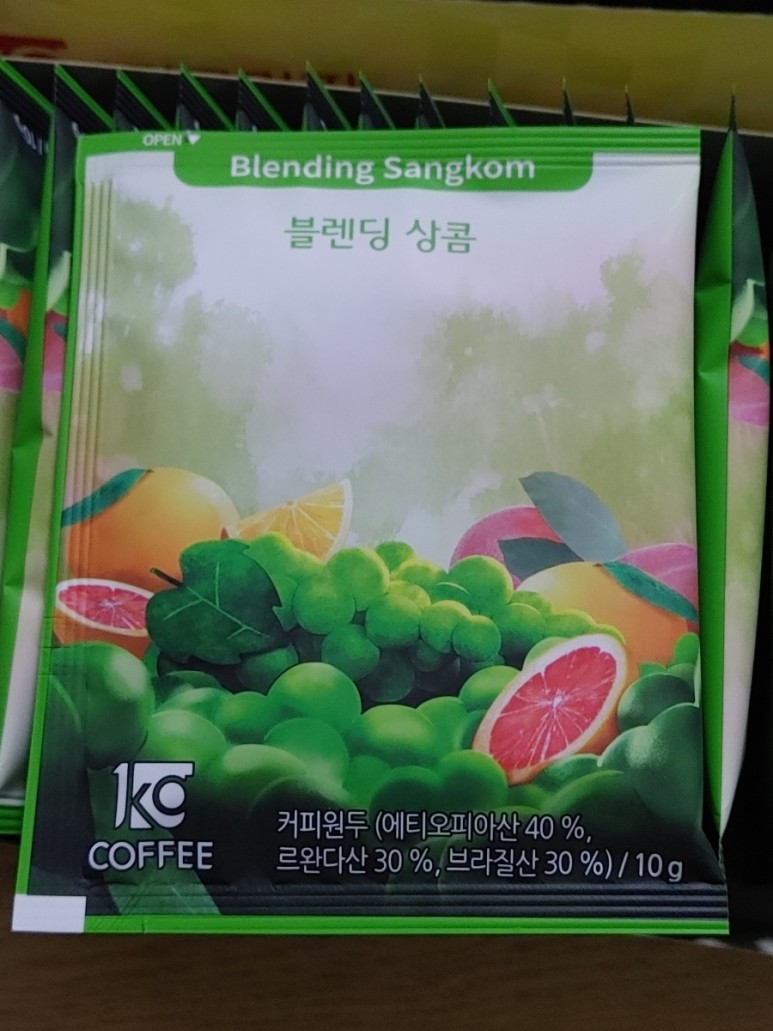 OPEN
Blending Sangkom
블렌딩 상콤
KC
COFFEE
커피원두 (에티오피아산 40 %,
르완다산 30 %, 브라질산 30 %) / 10 g